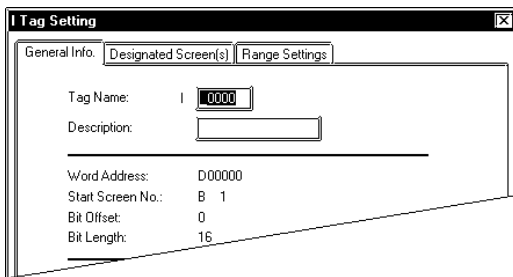 I Tag Setting
General Info. Designated Screen(s) Range Settings
Tag Name: I _0000
Description:
Word Address: D00000
Start Screen No.: B 1
Bit Offset: 0
Bit Length: 16